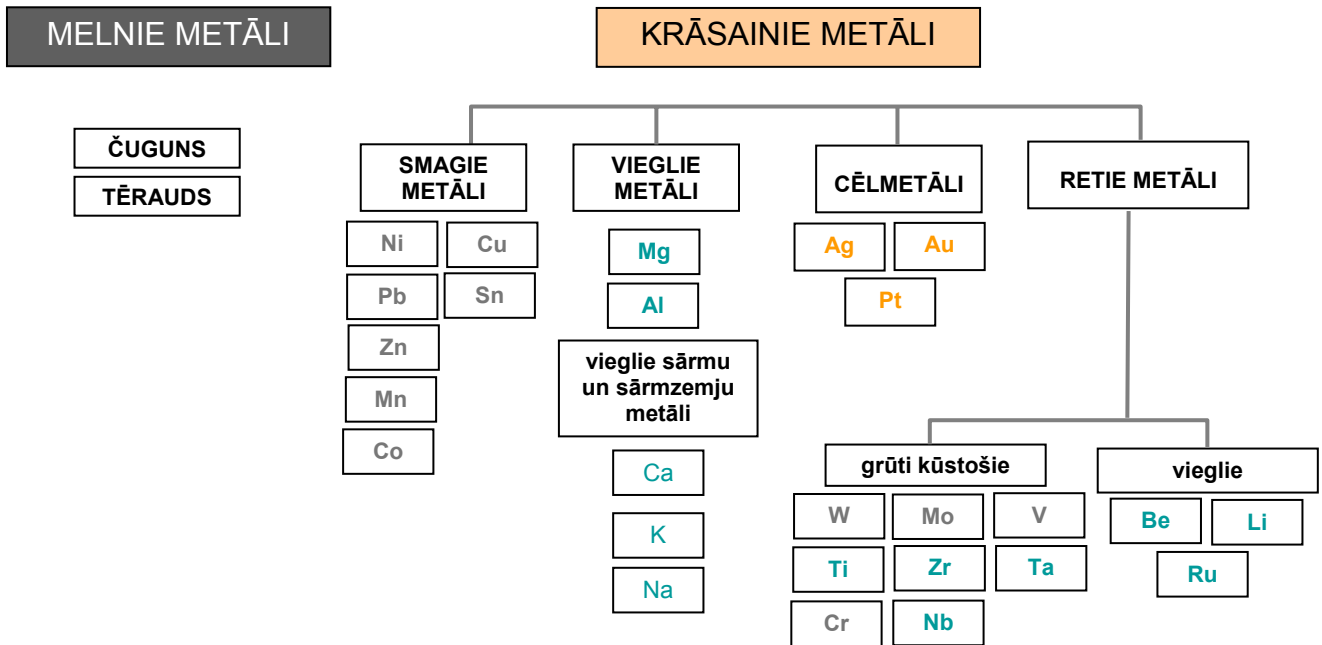 MELNIE METĀLI
KRĀSAINIE METĀLI
ČUGUNS
TĒRAUDS
SMAGIE
METĀLI
Ni
Cu
Pb
Sn
Zn
Mn
Co
VIEGLIE
METĀLI
Mg
Al
vieglie sārmu
un sārmzemju
metāli
Ca
K
Na
CĒLMETĀLI
Ag
Au
Pt
RETIE METĀLI
grūti kūstošie
W
Mo
V
Ti
Zr
Ta
Cr
Nb
vieglie
Be
Li
Ru